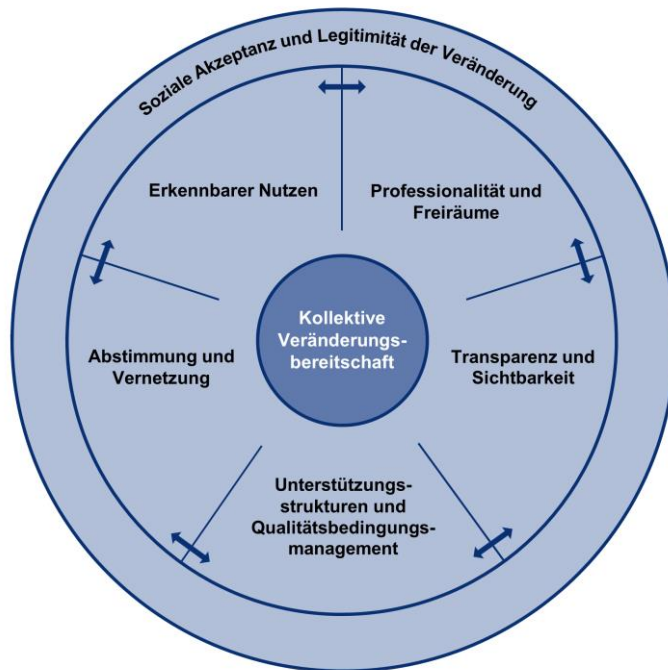 Soziale Akzeptanz und Legitimität der Veränderung
Erkennbarer Nutzen
Professionalität und
Freiräume
Kollektive
Veränderungs-
bereitschaft
Abstimmung und
Vernetzung
Transparenz und
Sichtbarkeit
Unterstützungs-
strukturen und
Qualitätsbedingungs-
management